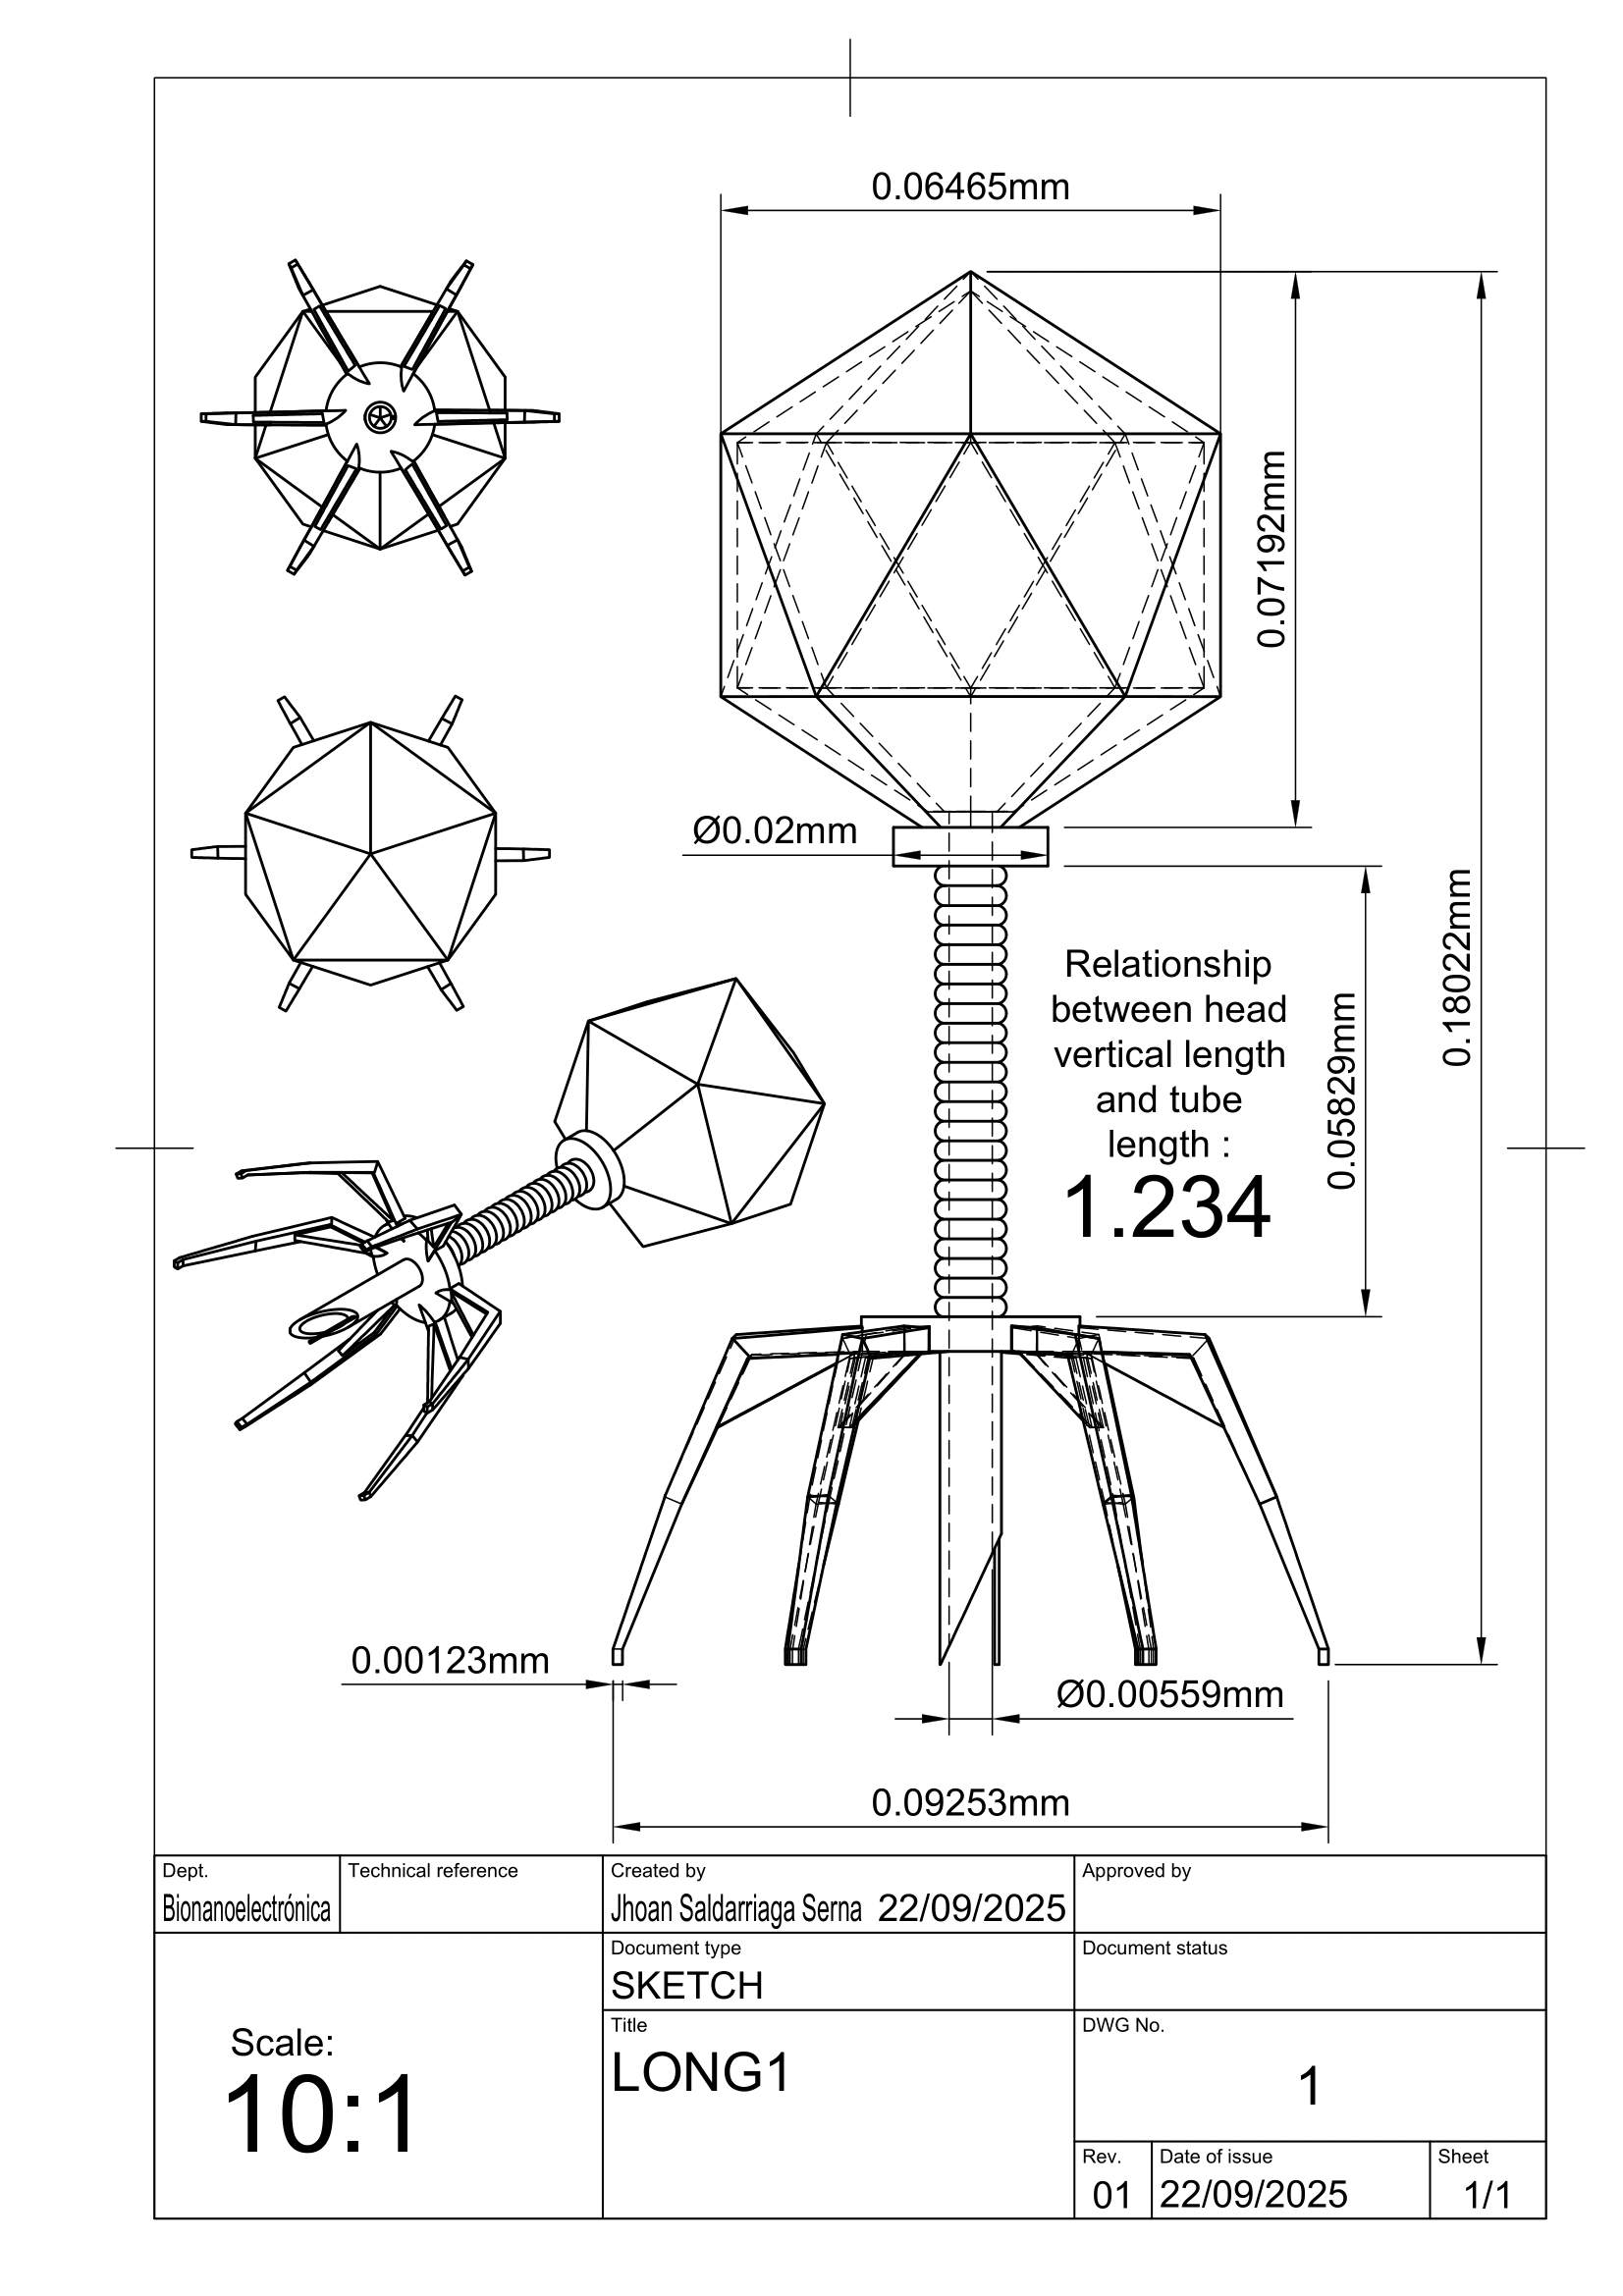 0.06465mm
0.07192mm
Ø0.02mm
0.18022mm
Relationship
between head
vertical length
and tube
length :
1.234
0.05829mm
0.00123mm
Ø0.00559mm
0.09253mm
Dept.
Bionanoelectrónica
Technical reference
Created by
Jhoan Saldarriaga Serna 22/09/2025
Approved by
Document type
SKETCH
Document status
Scale:
10:1
Title
LONG1
DWG No.
1
Rev.
01
Date of issue
22/09/2025
Sheet
1/1